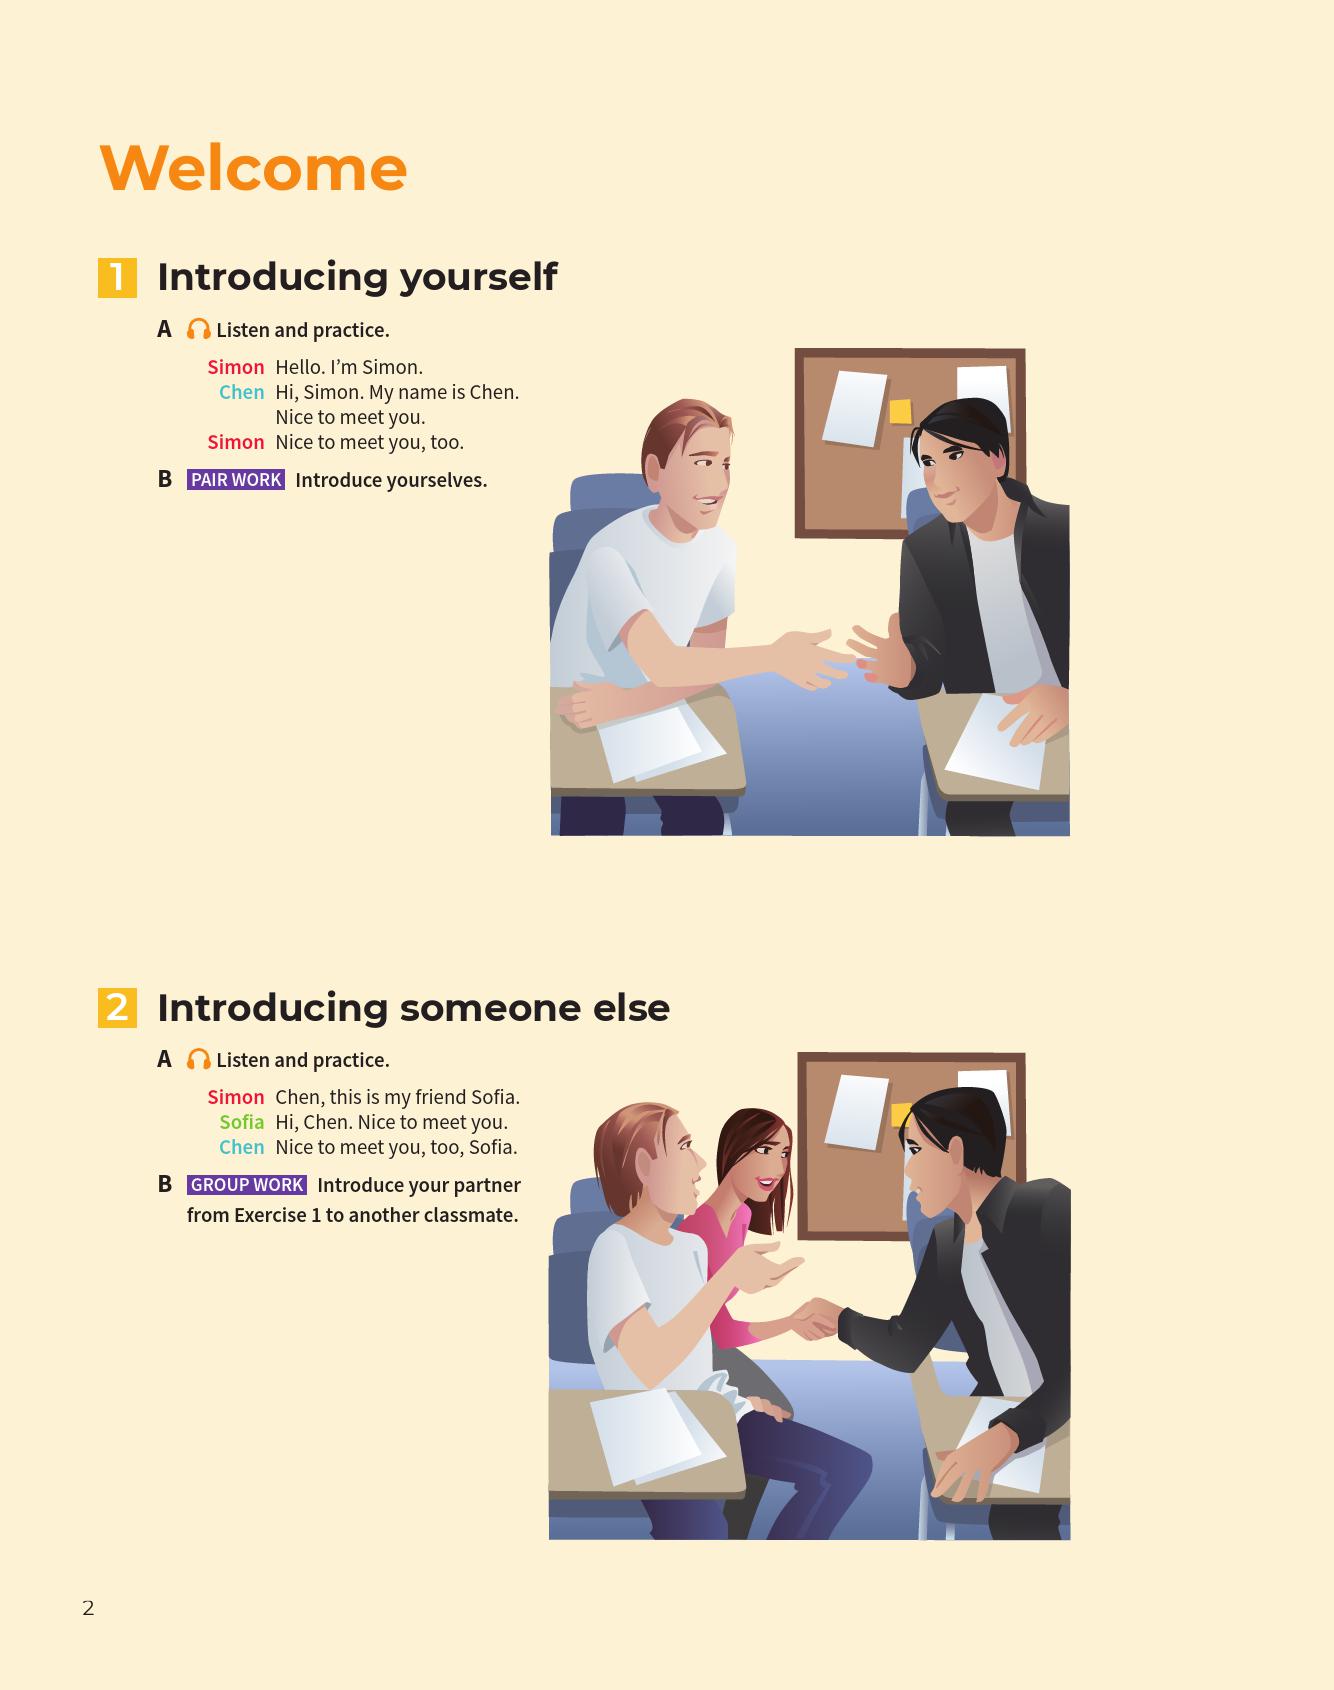 Welcome
1 Introducing yourself
A Listen and practice.
Simon Hello. I’m Simon.
Chen Hi, Simon. My name is Chen.
Nice to meet you.
Simon Nice to meet you, too.
B PAIR WORK Introduce yourselves.
2 Introducing someone else
A Listen and practice.
Simon Chen, this is my friend Sofia.
Sofia Hi, Chen. Nice to meet you.
Chen Nice to meet you, too, Sofia.
B GROUP WORK Introduce your partner
from Exercise 1 to another classmate.
2